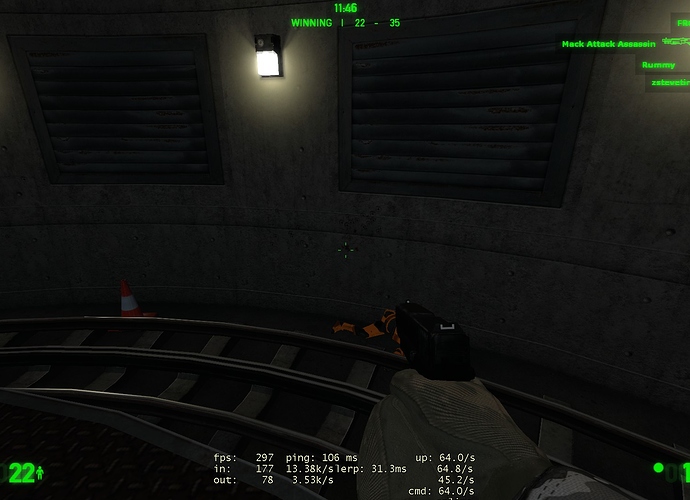 11:46
WINNING | 22 - 35
Mack Attack Assassin
Rummy
22
fps: 297 ping: 106 ms up: 64.0/s
in: 177 13.38k/s lerp: 31.3ms 64.8/s
out: 78 3.53k/s 45.2/s
cmd: 64.0/s